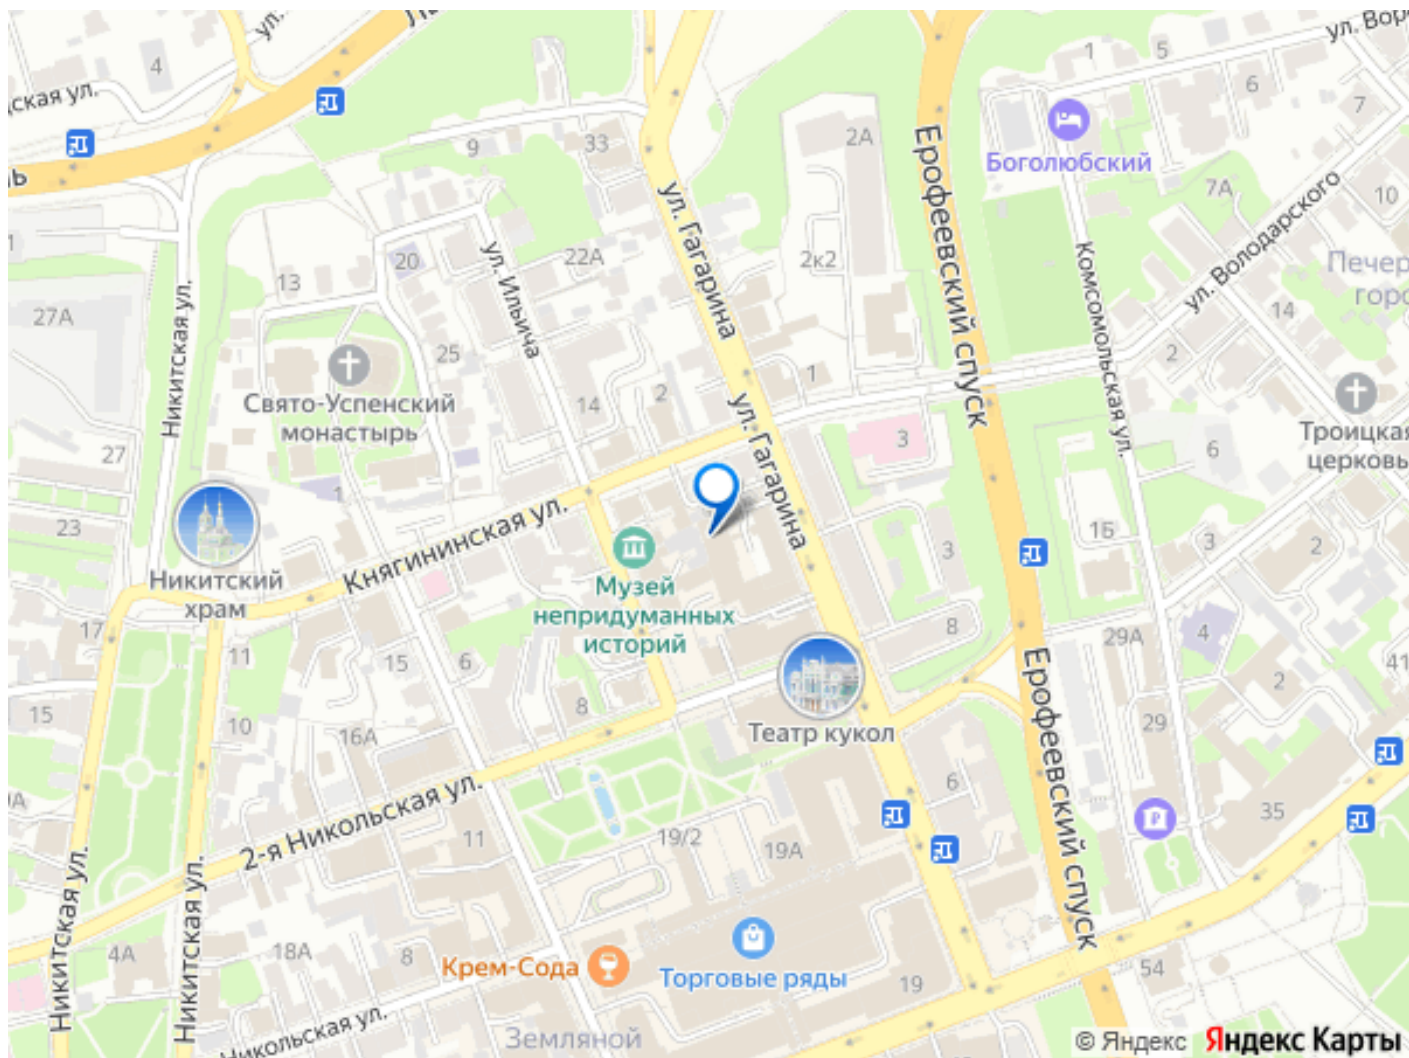 ул. Воро
1
5
4
6
ская ул.
7
33
2А
9
Боголюбский
Ерофеевский спуск
7А
10
ул. Гагарина
ул. Володарского
1
20
22А
2к2
Печер
горо
Комсомольская ул.
ул. Ильича
13
14
27А
Никитская ул.
25
2
1
2
14
Свято-Успенский
монастырь
ул. Гагарина
3
Троицкая
церковь
6
27
1
Княгининская ул.
23
1Б
3
3
2
Никитский
храм
Музей
непридуманных
историй
17
8
29А
4
11
15
6
41
2
15
10
16А
8
Театр кукол
29
Ерофеевский спуск
2-я Никольская ул.
6
11
19/2
19А
35
Никитская ул.
Никитская ул.
4А
18А
8
Крем-Сода
Торговые ряды
19
54
Никольская ул.
Земляной
© Яндекс Яндекс Карты